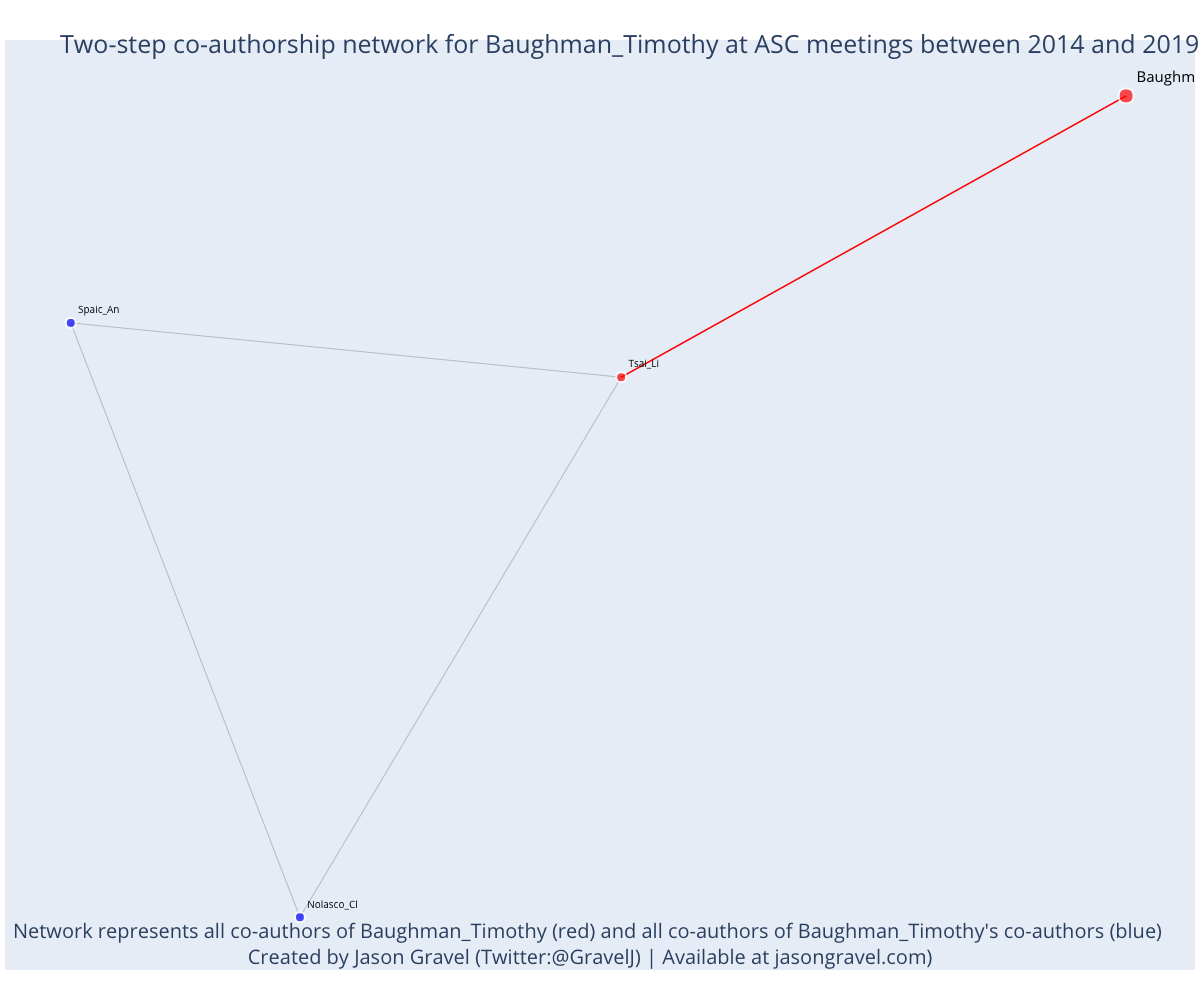 Two-step co-authorship network for Baughman_Timothy at ASC meetings between 2014 and 2019
Baughm
Spaic_An
Tsai_Li
Nolasco_Cl
Network represents all co-authors of Baughman_Timothy (red) and all co-authors of Baughman_Timothy's co-authors (blue)
Created by Jason Gravel (Twitter:@GravelJ) | Available at jasongravel.com)